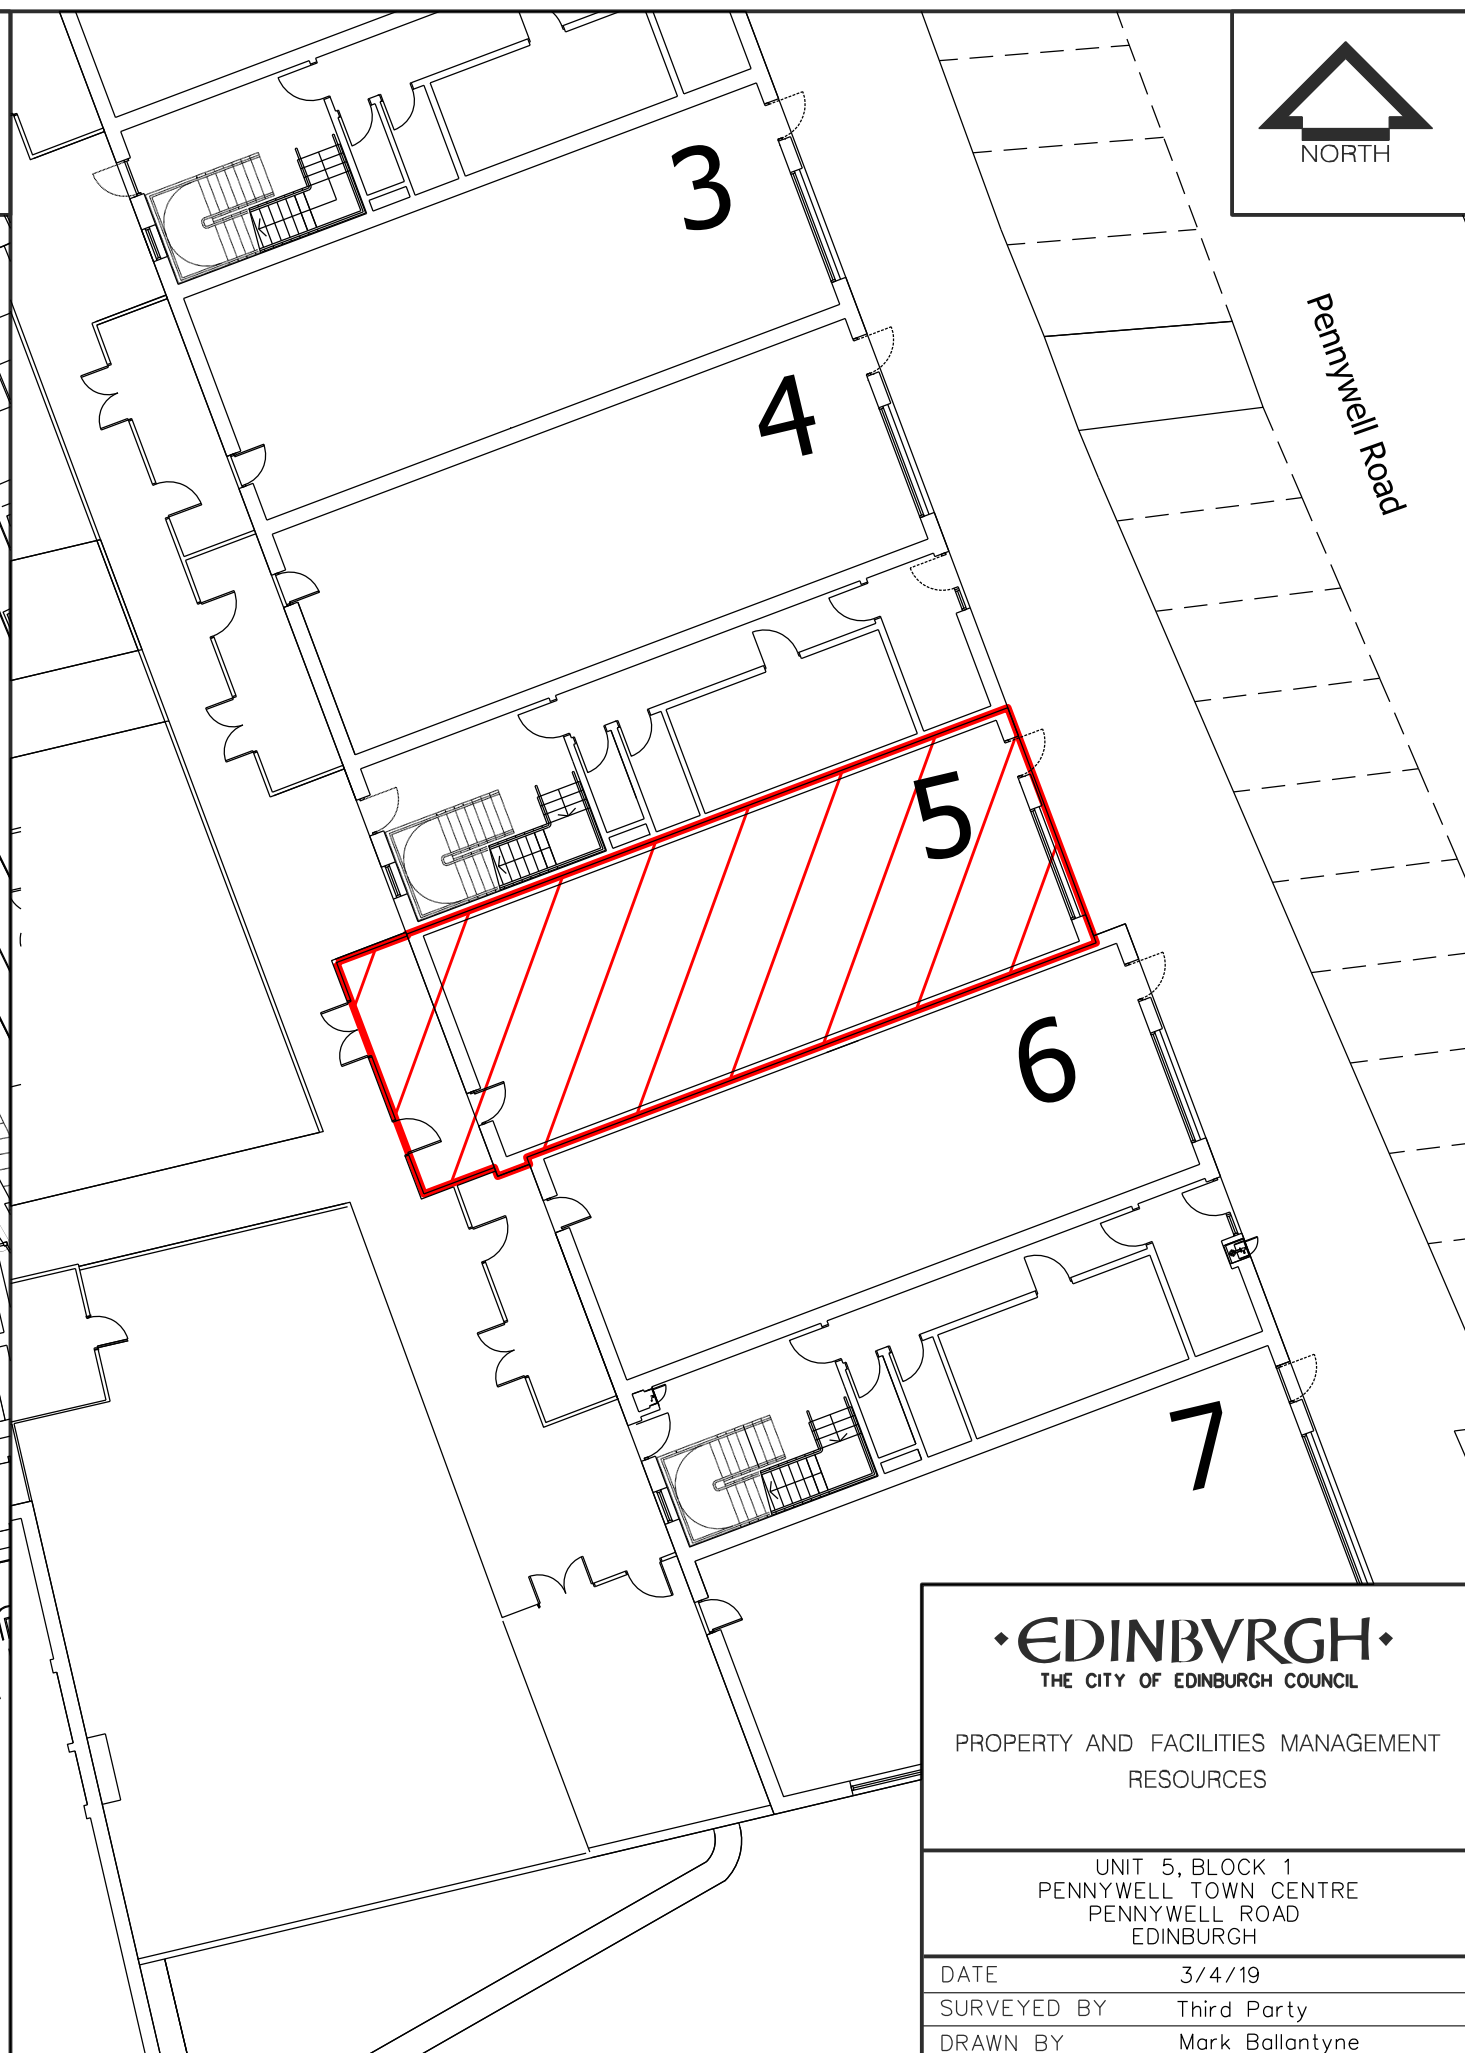 NORTH
3
Pennywell Road
4
5
6
7
EDINBVRGH
THE CITY OF EDINBURGH COUNCIL
PROPERTY AND FACILITIES MANAGEMENT
RESOURCES
UNIT 5, BLOCK 1
PENNYWELL TOWN CENTRE
PENNYWELL ROAD
EDINBURGH
DATE 3/4/19
SURVEYED BY Third Party
DRAWN BY Mark Ballantyne